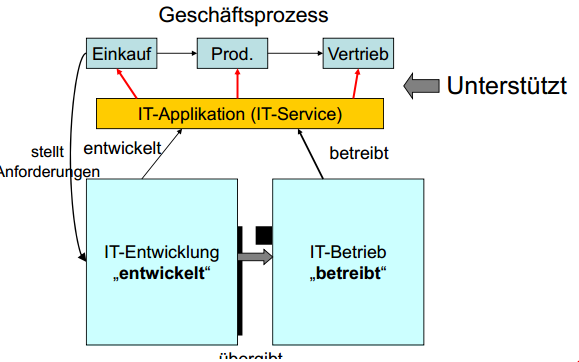 Geschäftsprozess
Einkauf
Prod.
Vertrieb
Unterstützt
IT-Applikation (IT-Service)
entwickelt
betreibt
stellt
Anforderungen
IT-Entwicklung
„entwickelt“
IT-Betrieb
„betreibt“
übergibt